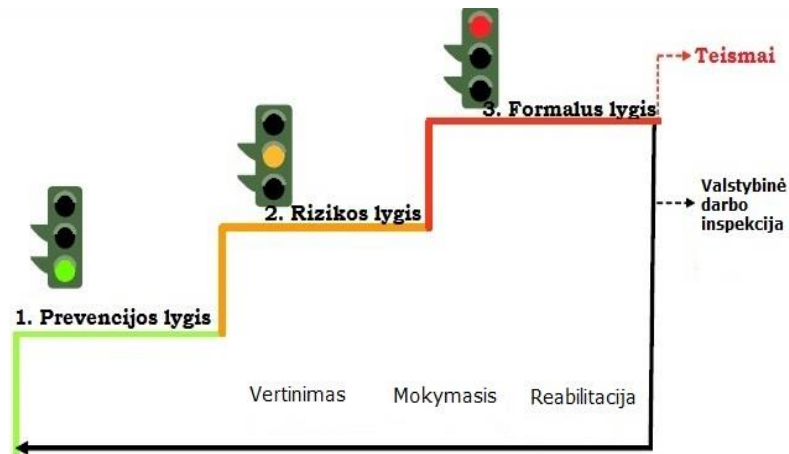 Teismai
3. Formalus lygis
Valstybinė
darbo
inspekcija
2. Rizikos lygis
1. Prevencijos lygis
Vertinimas
Mokymasis
Reabilitacija